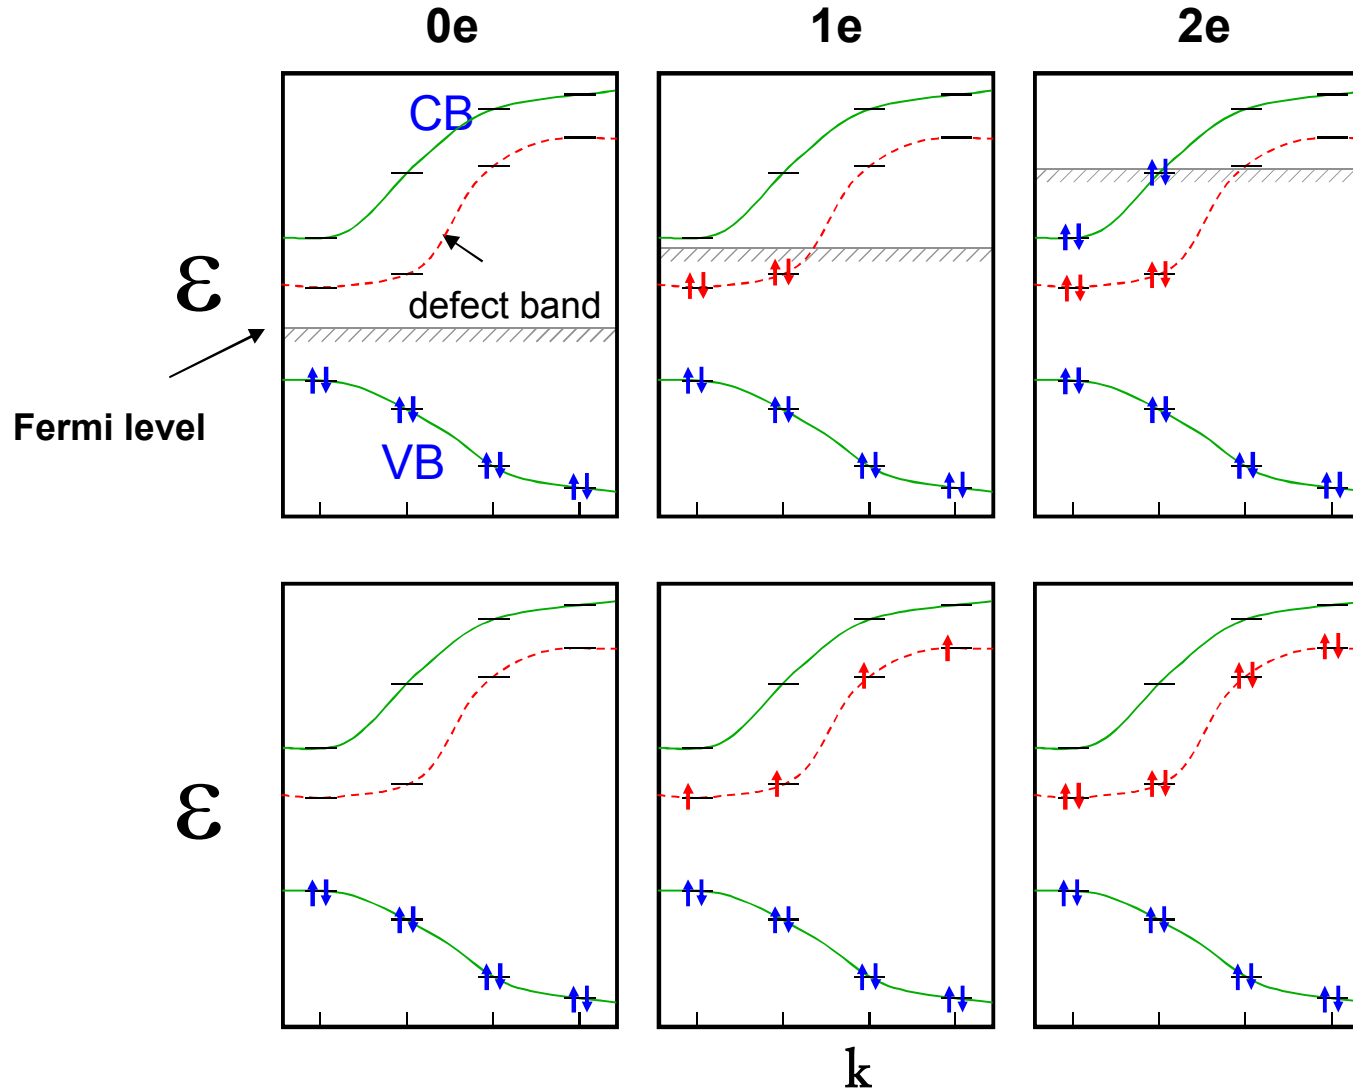 0e 1e 2e
CB
ε
defect band
Fermi level
VB
ε
k